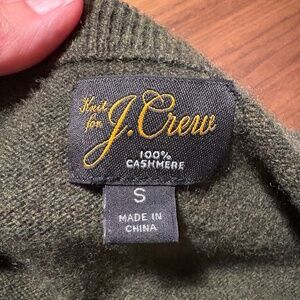 Knit
for
J.Crew
100%
CASHMERE
S
MADE IN
CHINA